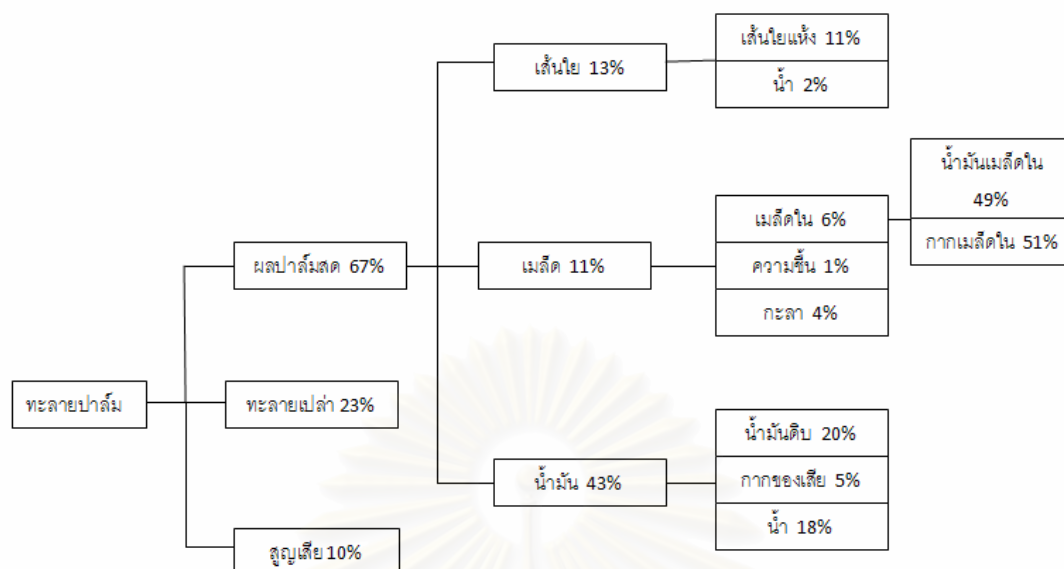 เส้นใยแห้ง 11%
เส้นใย 13%
น้ำ 2%
น้ำมันเมล็ดใน
49%
เมล็ดใน 6%
กากเมล็ดใน 51%
ผลปาล์มสด 67%
เมล็ด 11%
ความชื้น 1%
กะลา 4%
ทะลายปาล์ม
ทะลายเปล่า 23%
น้ำมันดิบ 20%
น้ำมัน 43%
กากของเสีย 5%
น้ำ 18%
สูญเสีย 10%